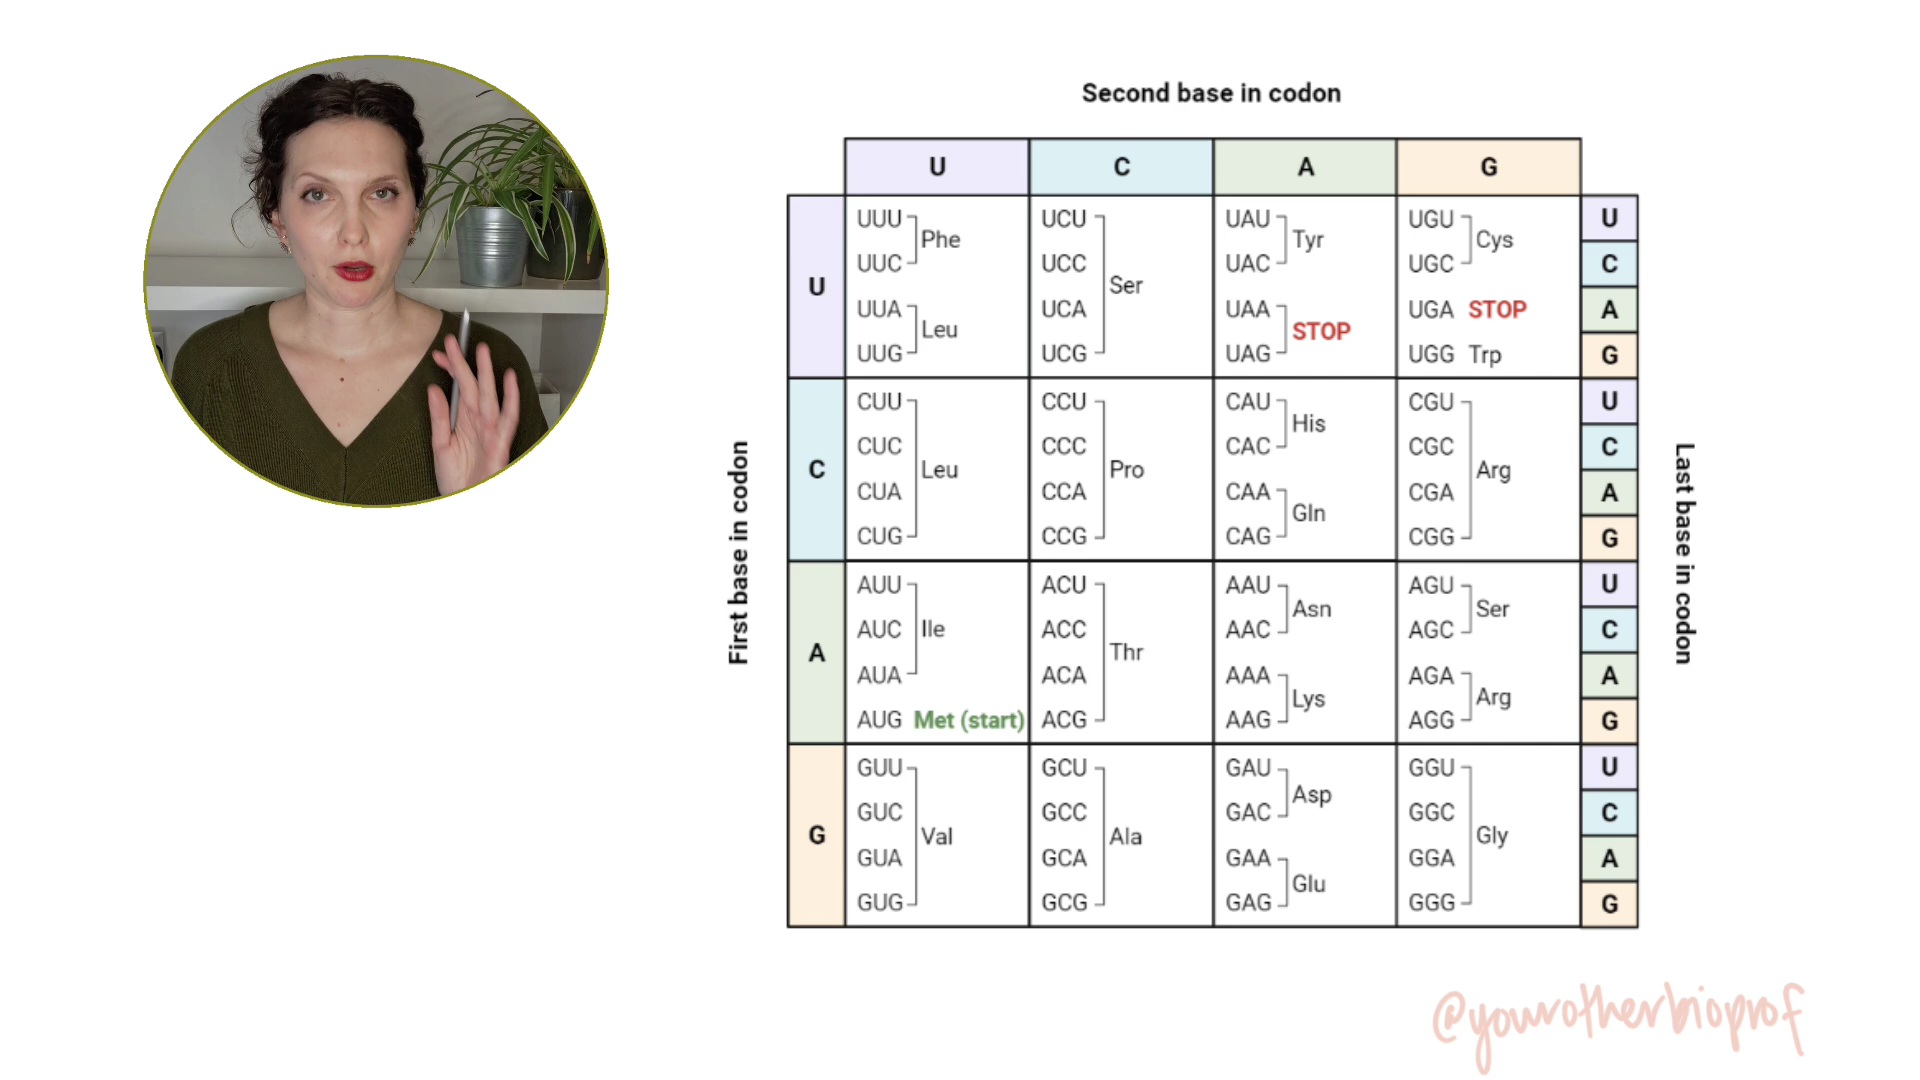 Second base in codon
U C A G
First base in codon
U
UUU
UUC
Phe
UUA
UUG
Leu
UCU
UCC
UCA
UCG
Ser
UAU
UAC
Tyr
UAA
UAG
STOP
UGU
UGC
Cys
UGA STOP
UGG Trp
U
C
A
G
C
CUU
CUC
CUA
CUG
Leu
CCU
CCC
CCA
CCG
Pro
CAU
CAC
His
CAA
CAG
Gln
CGU
CGC
CGA
CGG
Arg
U
C
A
G
A
AUU
AUC
AUA
Ile
AUG Met (start)
ACU
ACC
ACA
ACG
Thr
AAU
AAC
Asn
AAA
AAG
Lys
AGU
AGC
Ser
AGA
AGG
Arg
U
C
A
G
G
GUU
GUC
GUA
GUG
Val
GCU
GCC
GCA
GCG
Ala
GAU
GAC
Asp
GAA
GAG
Glu
GGU
GGC
GGA
GGG
Gly
U
C
A
G
Last base in codon
@yourotherbioprof